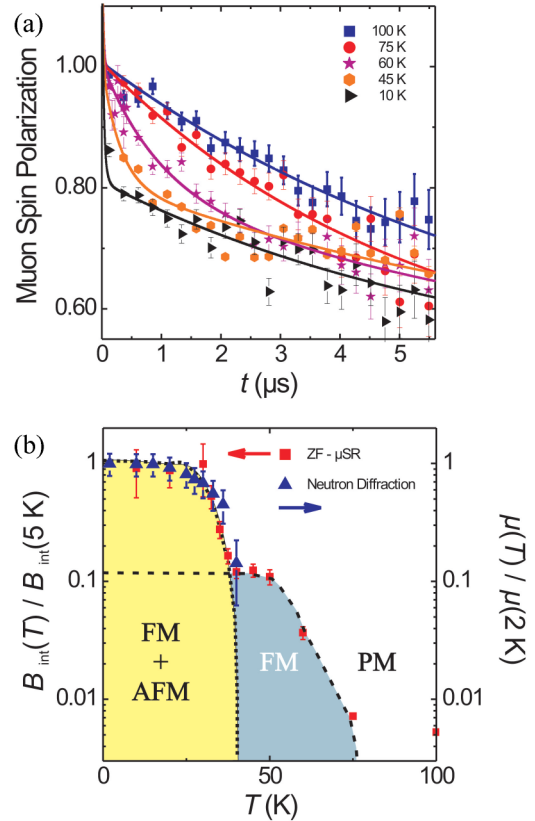 (a)
Muon Spin Polarization
1.00
0.80
0.60
100 K
75 K
60 K
45 K
10 K
0 1 2 3 4 5
t (μs)
(b)
B int(T) / B int(5 K)
1
0.1
0.01
ZF - μSR
Neutron Diffraction
FM
+
AFM
FM
PM
1
0.1
0.01
μ(T) / μ(2 K)
0 50 100
T (K)